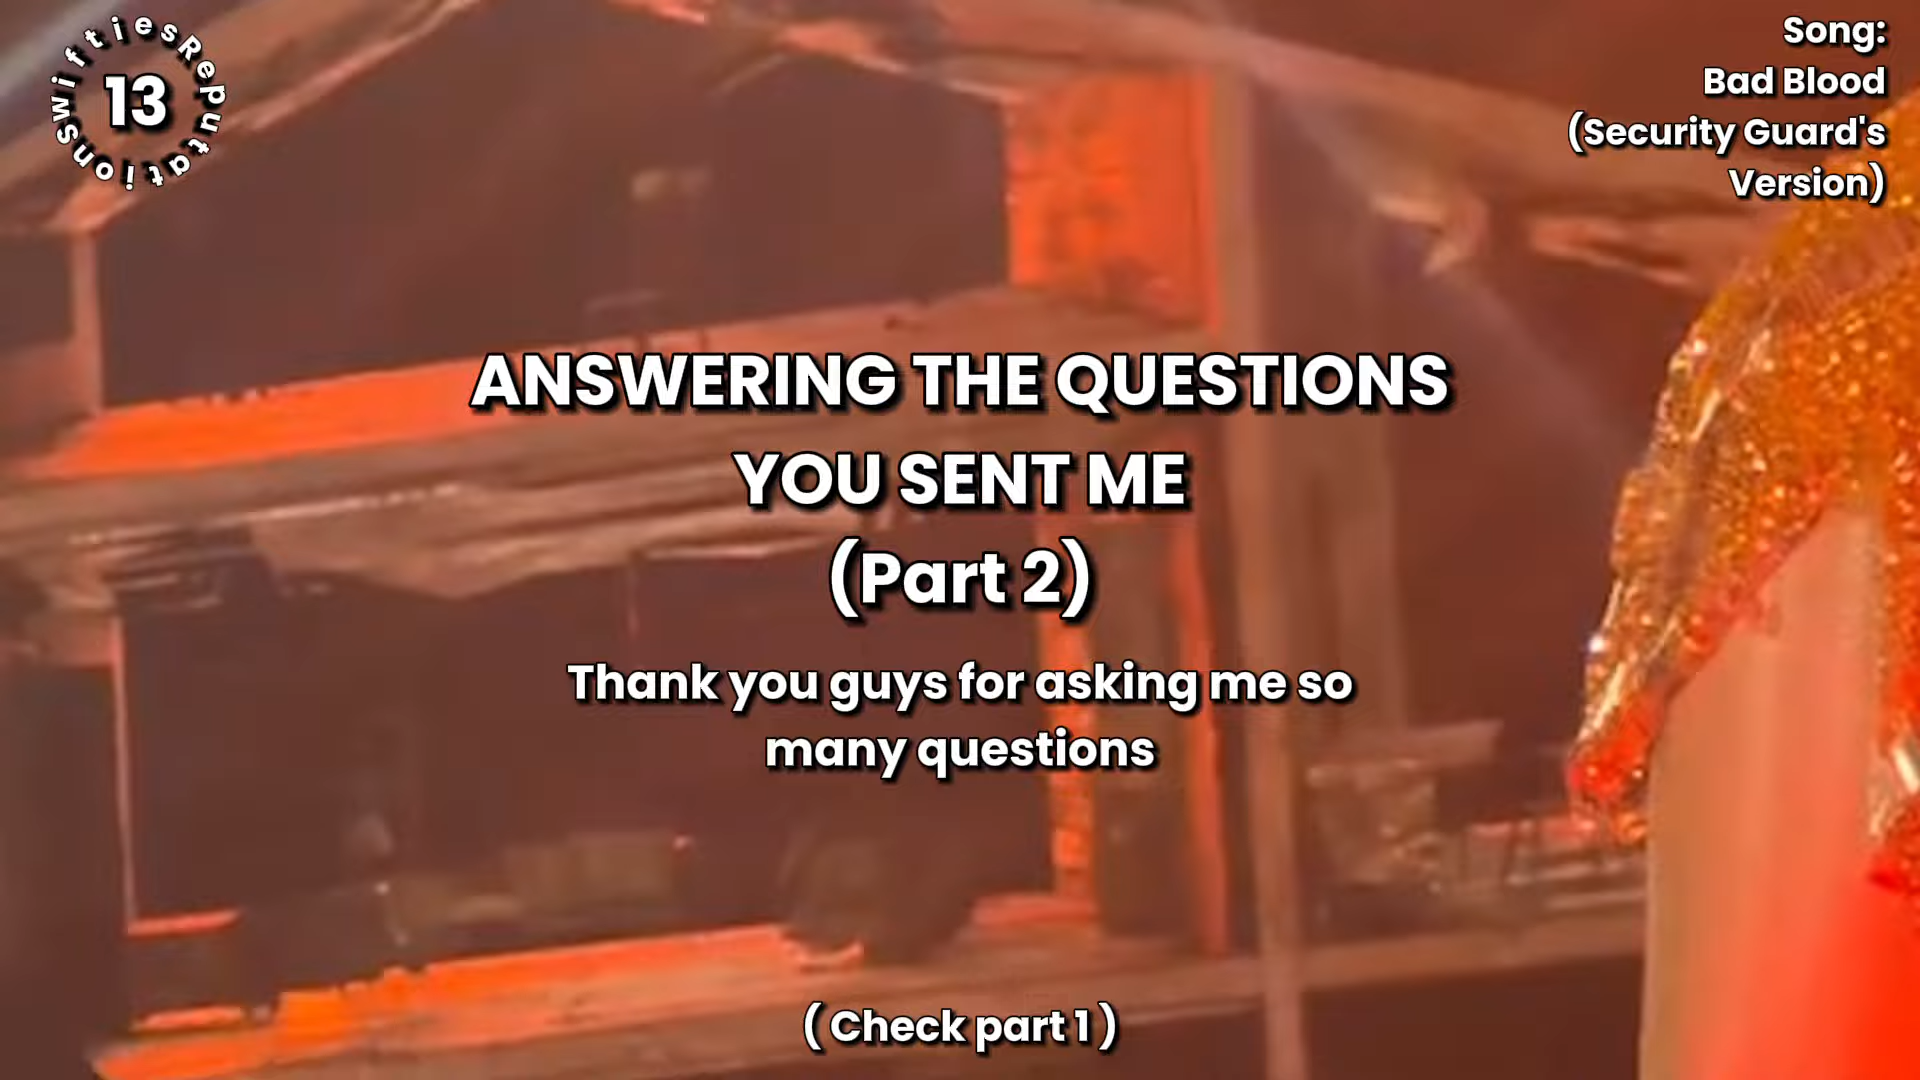 SwiftiesReputation
13
Song:
Bad Blood
(Security Guard's
Version)
ANSWERING THE QUESTIONS
YOU SENT ME
(Part 2)
Thank you guys for asking me so
many questions
( Check part 1 )